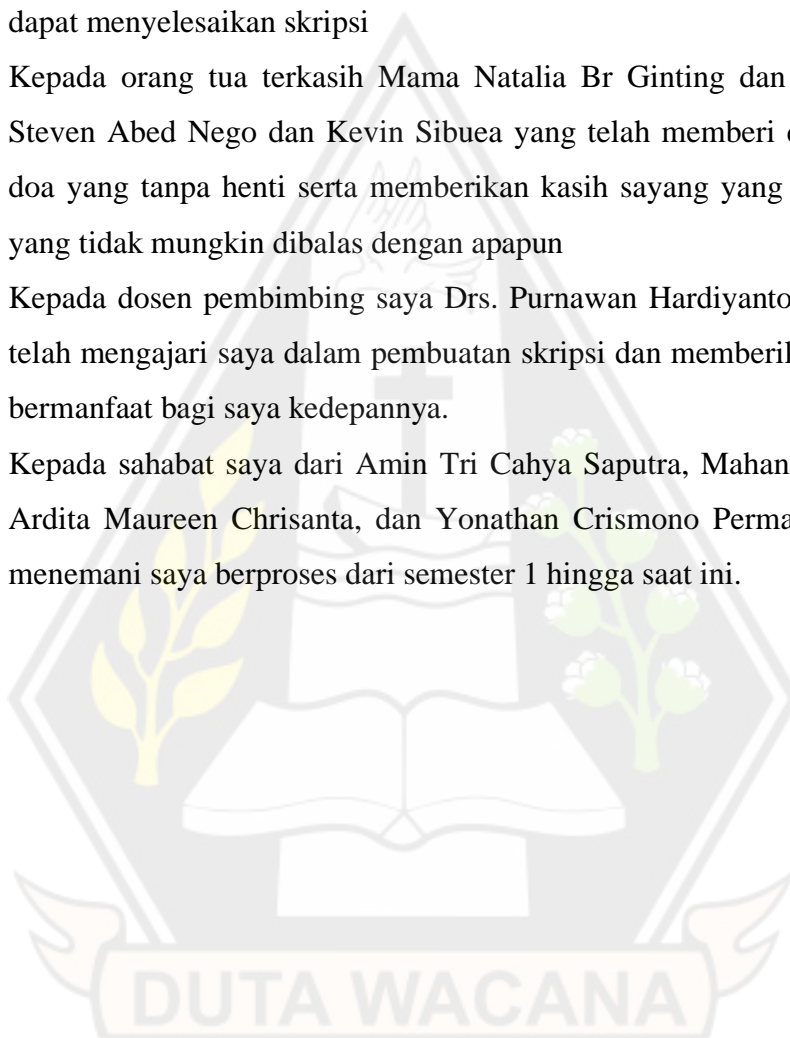 dapat menyelesaikan skripsi
Kepada orang tua terkasih Mama Natalia Br Ginting dan
Steven Abed Nego dan Kevin Sibuea yang telah memberi
doa yang tanpa henti serta memberikan kasih sayang yang
yang tidak mungkin dibalas dengan apapun
Kepada dosen pembimbing saya Drs. Purnawan Hardiyanto
telah mengajari saya dalam pembuatan skripsi dan
bermanfaat bagi saya kedepannya.
Kepada sahabat saya dari Amin Tri Cahya Saputra,
Ardita Maureen Chrisanta, dan Yonathan Crismono
menemani saya berproses dari semester 1 hingga saat ini.
DUTA WACANA